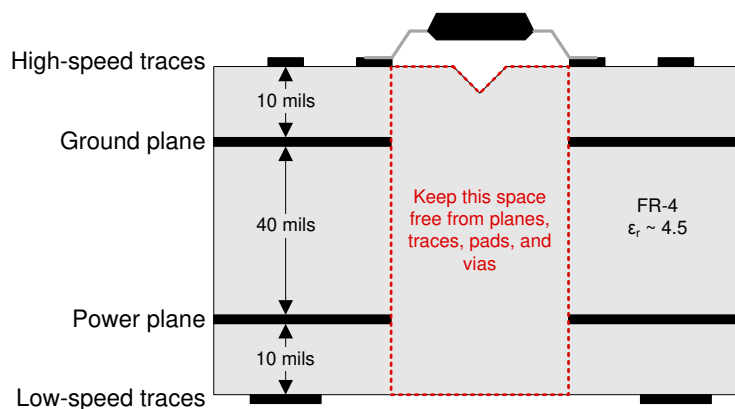 High-speed traces
10 mils
Ground plane
40 mils
Keep this space
free from planes,
traces, pads, and
vias
FR-4
εr ~ 4.5
Power plane
10 mils
Low-speed traces